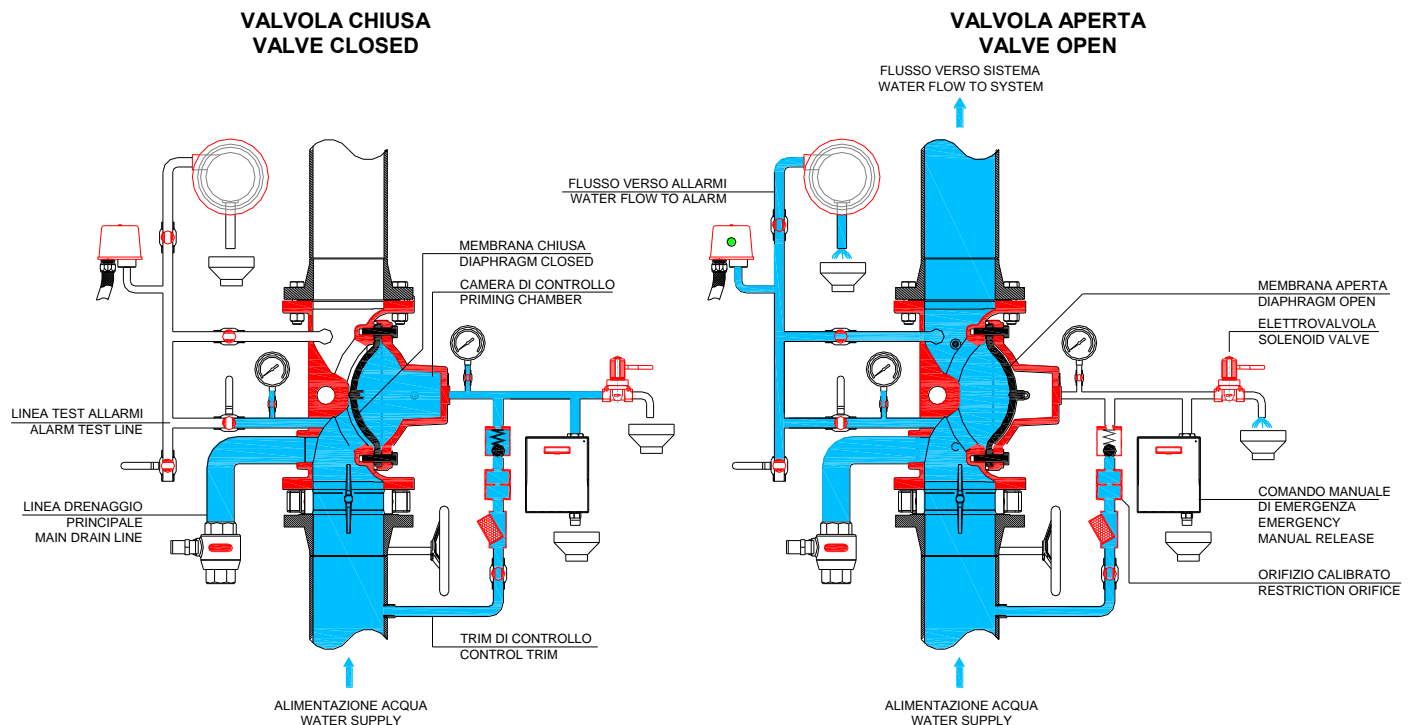 VALVOLA CHIUSA
VALVE CLOSED
MEMBRANA CHIUSA
DIAPHRAGM CLOSED
CAMERA DI CONTROLLO
PRIMING CHAMBER
LINEA TEST ALLARMI
ALARM TEST LINE
LINEA DRENAGGIO
PRINCIPALE
MAIN DRAIN LINE
TRIM DI CONTROLLO
CONTROL TRIM
ALIMENTAZIONE ACQUA
WATER SUPPLY
VALVOLA APERTA
VALVE OPEN
FLUSSO VERSO SISTEMA
WATER FLOW TO SYSTEM
FLUSSO VERSO ALLARMI
WATER FLOW TO ALARM
MEMBRANA APERTA
DIAPHRAGM OPEN
ELETTROVALVOLA
SOLENOID VALVE
COMANDO MANUALE
DI EMERGENZA
EMERGENCY
MANUAL RELEASE
ORIFIZIO CALIBRATO
RESTRICTION ORIFICE
ALIMENTAZIONE ACQUA
WATER SUPPLY